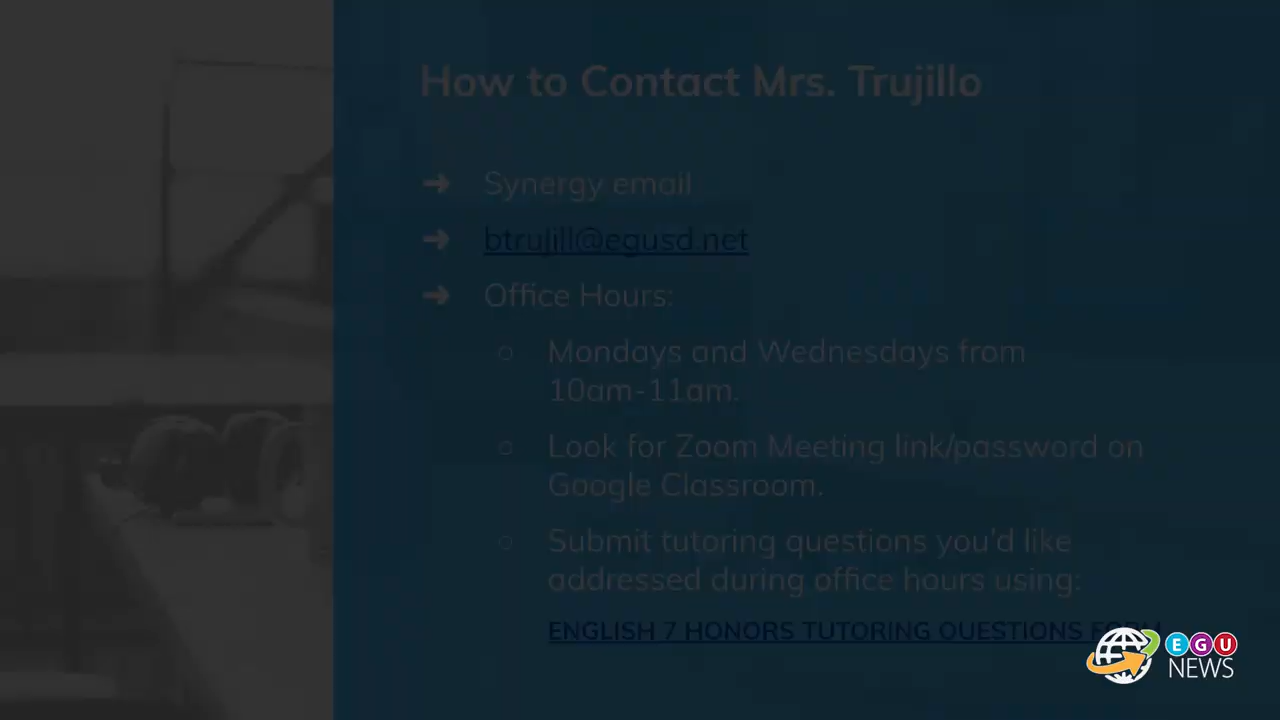 How to Contact Mrs. Trujillo
➜ Synergy email
➜ btrujill@egusd.net
➜ Office Hours:
○ Mondays and Wednesdays from
10am-11am.
○ Look for Zoom Meeting link/password on
Google Classroom.
○ Submit tutoring questions you'd like
addressed during office hours using:
ENGLISH 7 HONORS TUTORING QUESTIONS FORM
EGU
NEWS